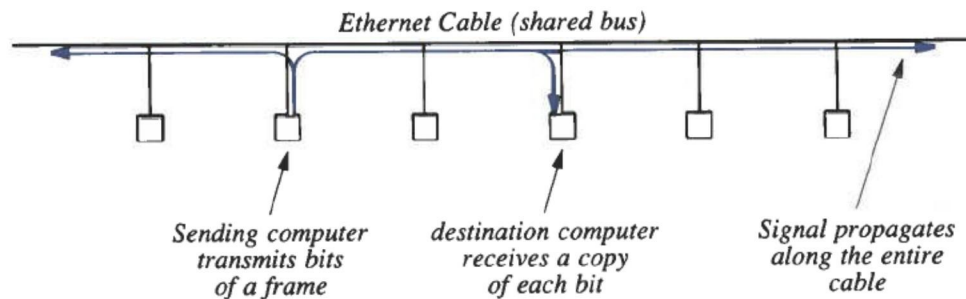 Ethernet Cable (shared bus)
Sending computer
transmits bits
of a frame
destination computer
receives a copy
of each bit
Signal propagates
along the entire
cable